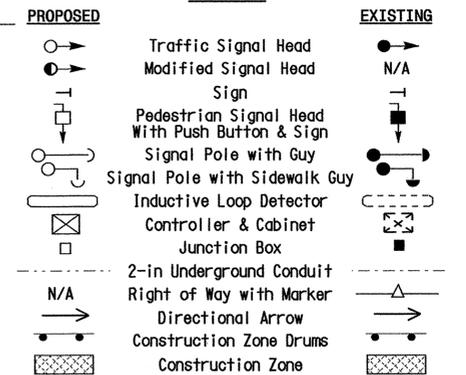 PROPOSED EXISTING
Traffic Signal Head
Modified Signal Head N/A
Sign
Pedestrian Signal Head
With Push Button & Sign
Signal Pole with Guy
Signal Pole with Sidewalk Guy
Inductive Loop Detector
Controller & Cabinet
Junction Box
2-in Underground Conduit
N/A Right of Way with Marker
Directional Arrow
Construction Zone Drums
Construction Zone